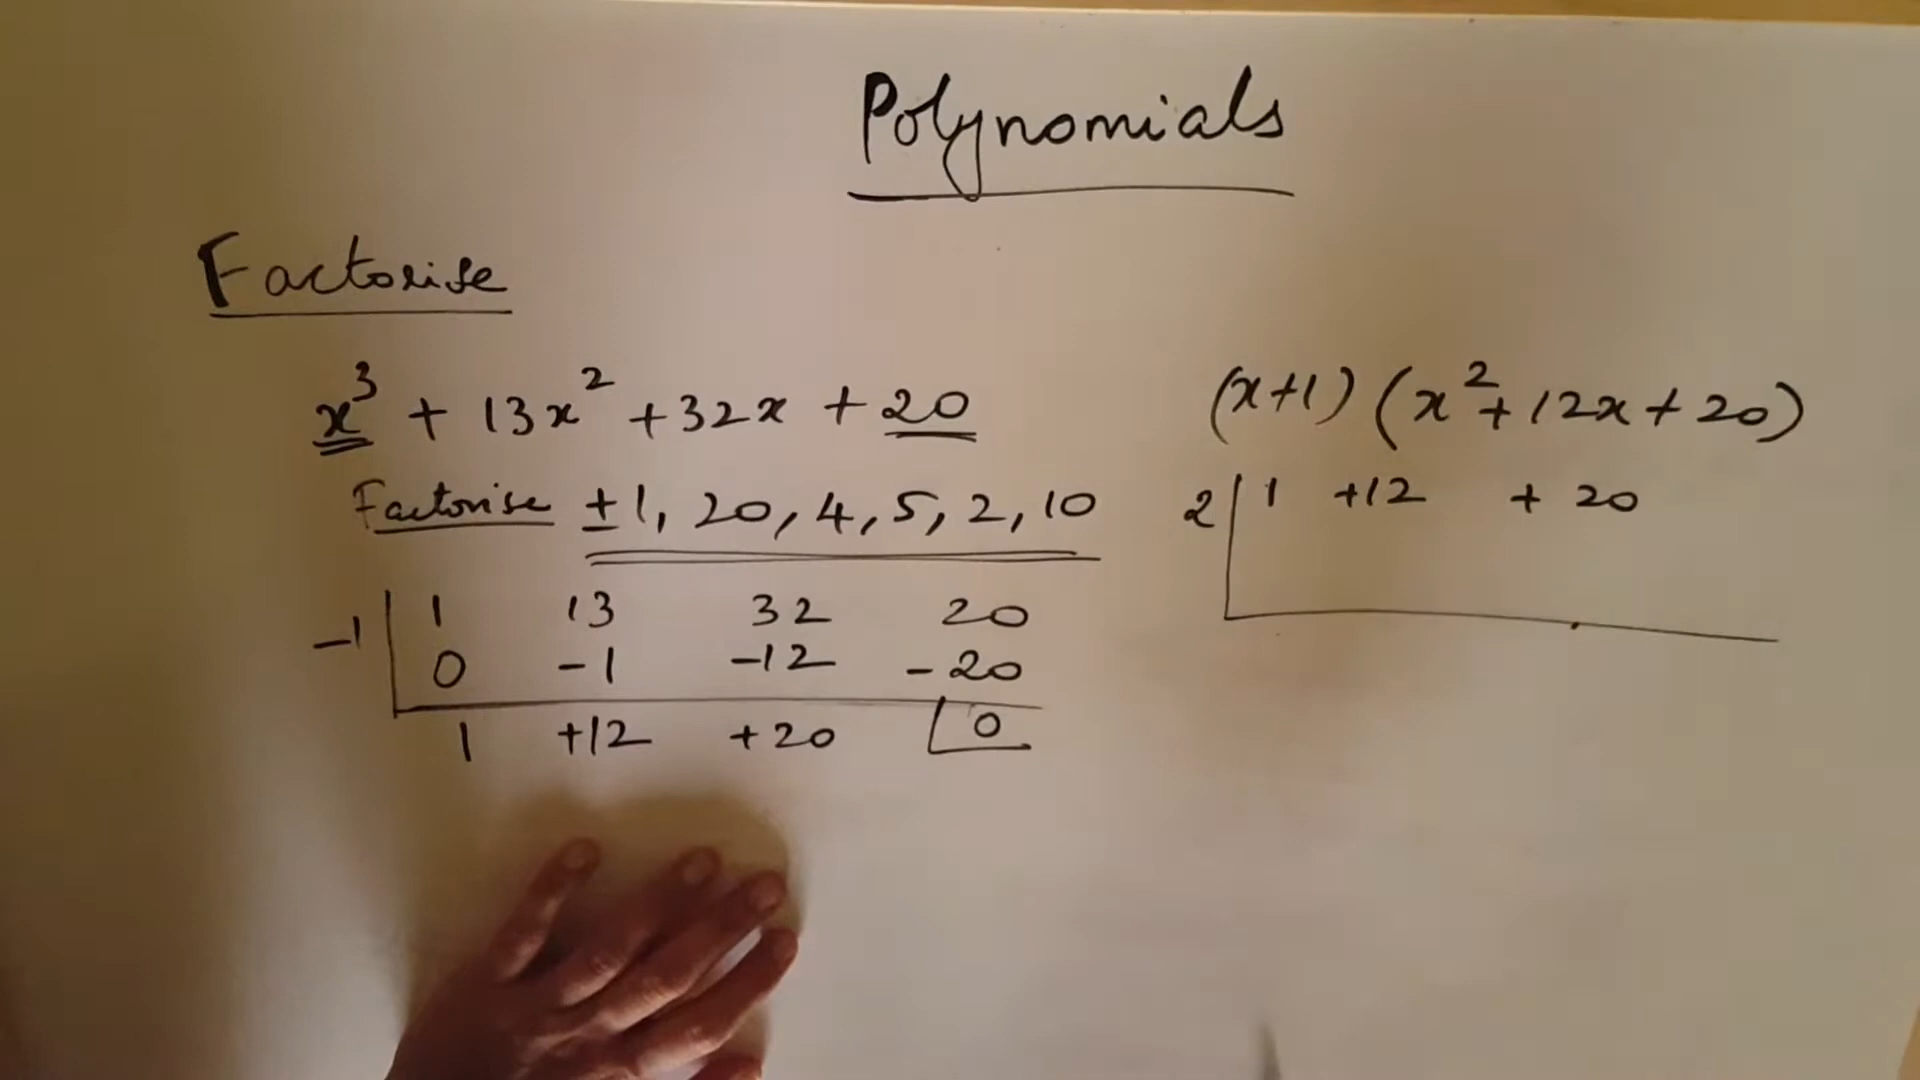 Polynomials
Factorise
x³ + 13x² + 32x + 20
Factorise ± 1, 20, 4, 5, 2, 10
-1 | 1 13 32 20
0 -1 -12 -20
1 +12 +20 0
(x+1) (x² + 12x + 20)
2 | 1 +12 + 20